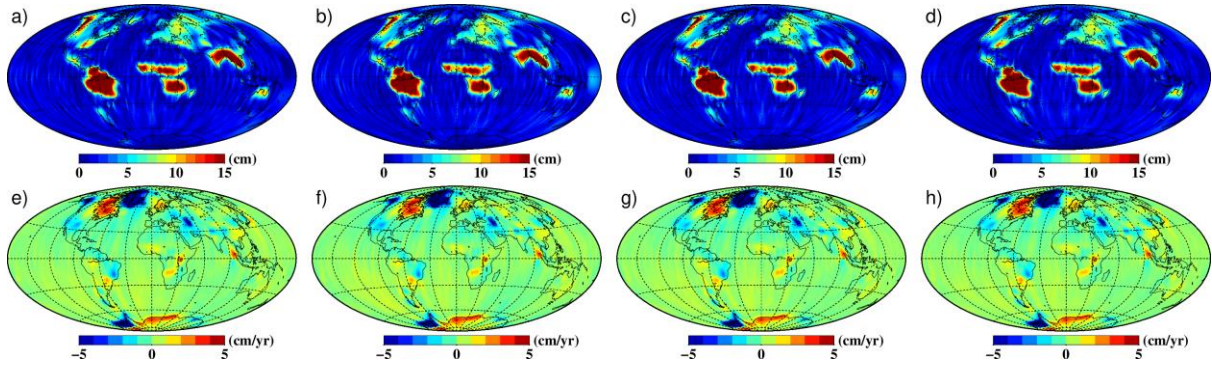 a) b) c) d)
0 5 10 15 (cm) 0 5 10 15 (cm) 0 5 10 15 (cm) 0 5 10 15 (cm)
e) f) g) h)
−5 0 5 (cm/yr) −5 0 5 (cm/yr) −5 0 5 (cm/yr) −5 0 5 (cm/yr)